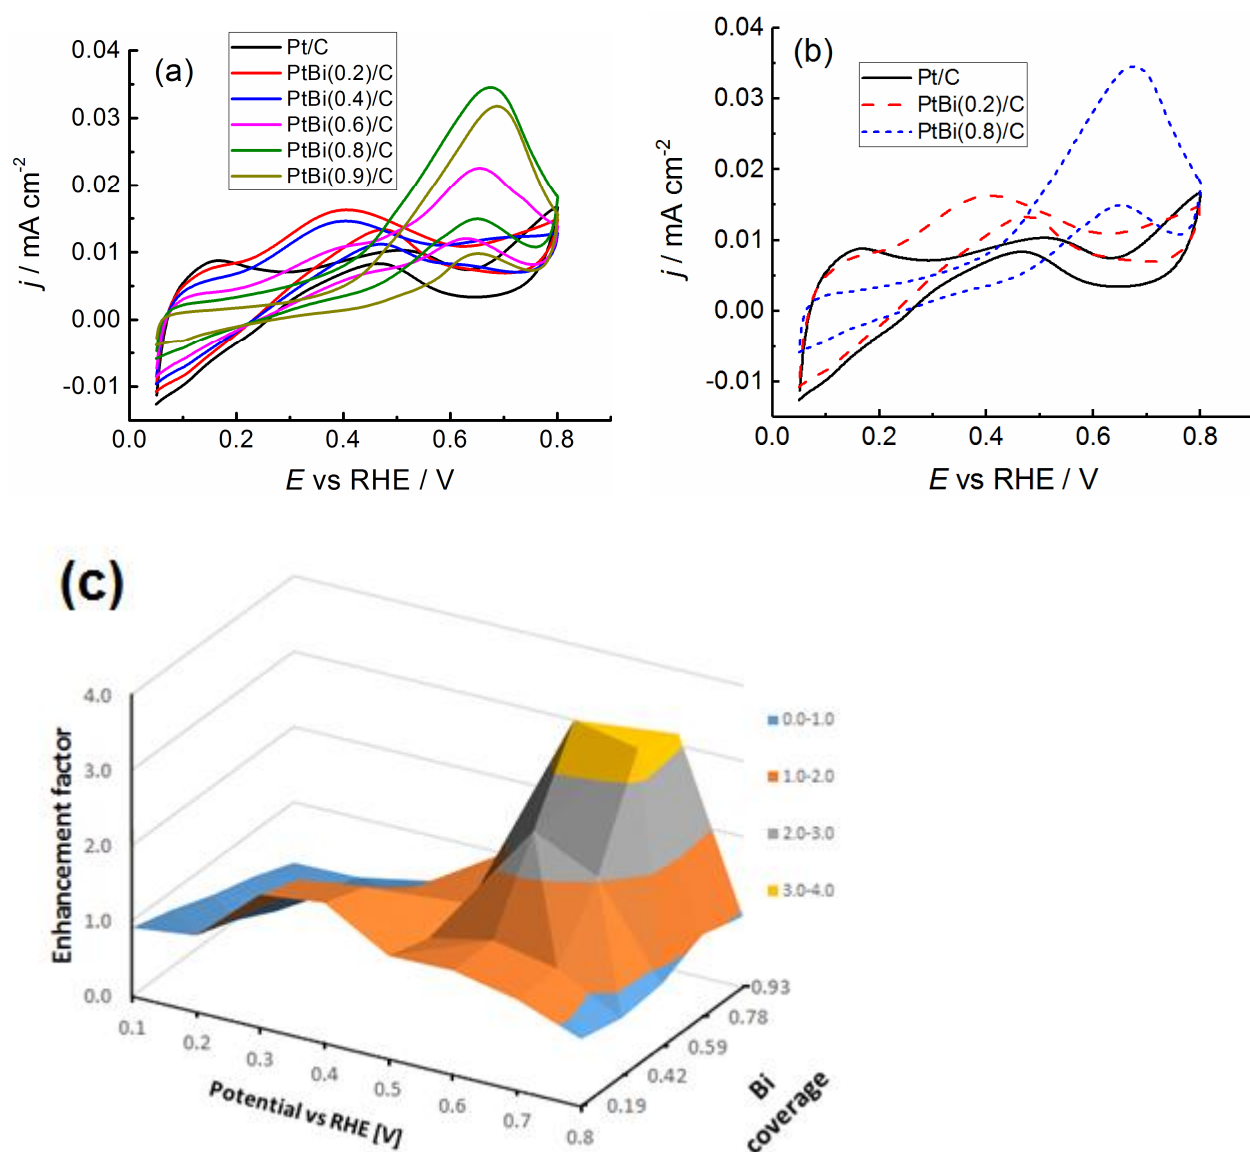 (a)
Pt/C
PtBi(0.2)/C
PtBi(0.4)/C
PtBi(0.6)/C
PtBi(0.8)/C
PtBi(0.9)/C
0.04
0.03
0.02
0.01
0.00
-0.01
j / mA cm-2
0.0 0.2 0.4 0.6 0.8
E vs RHE / V
(b)
Pt/C
PtBi(0.2)/C
PtBi(0.8)/C
0.04
0.03
0.02
0.01
0.00
-0.01
j / mA cm-2
0.0 0.2 0.4 0.6 0.8
E vs RHE / V
(c)
4.0
3.0
2.0
1.0
0.0
Enhancement factor
0.1 0.2 0.3 0.4 0.5 0.6 0.7 0.8
Potential vs RHE [V]
0.0-1.0
1.0-2.0
2.0-3.0
3.0-4.0
0.93
0.78
0.59
0.42
0.19
Bi
coverage